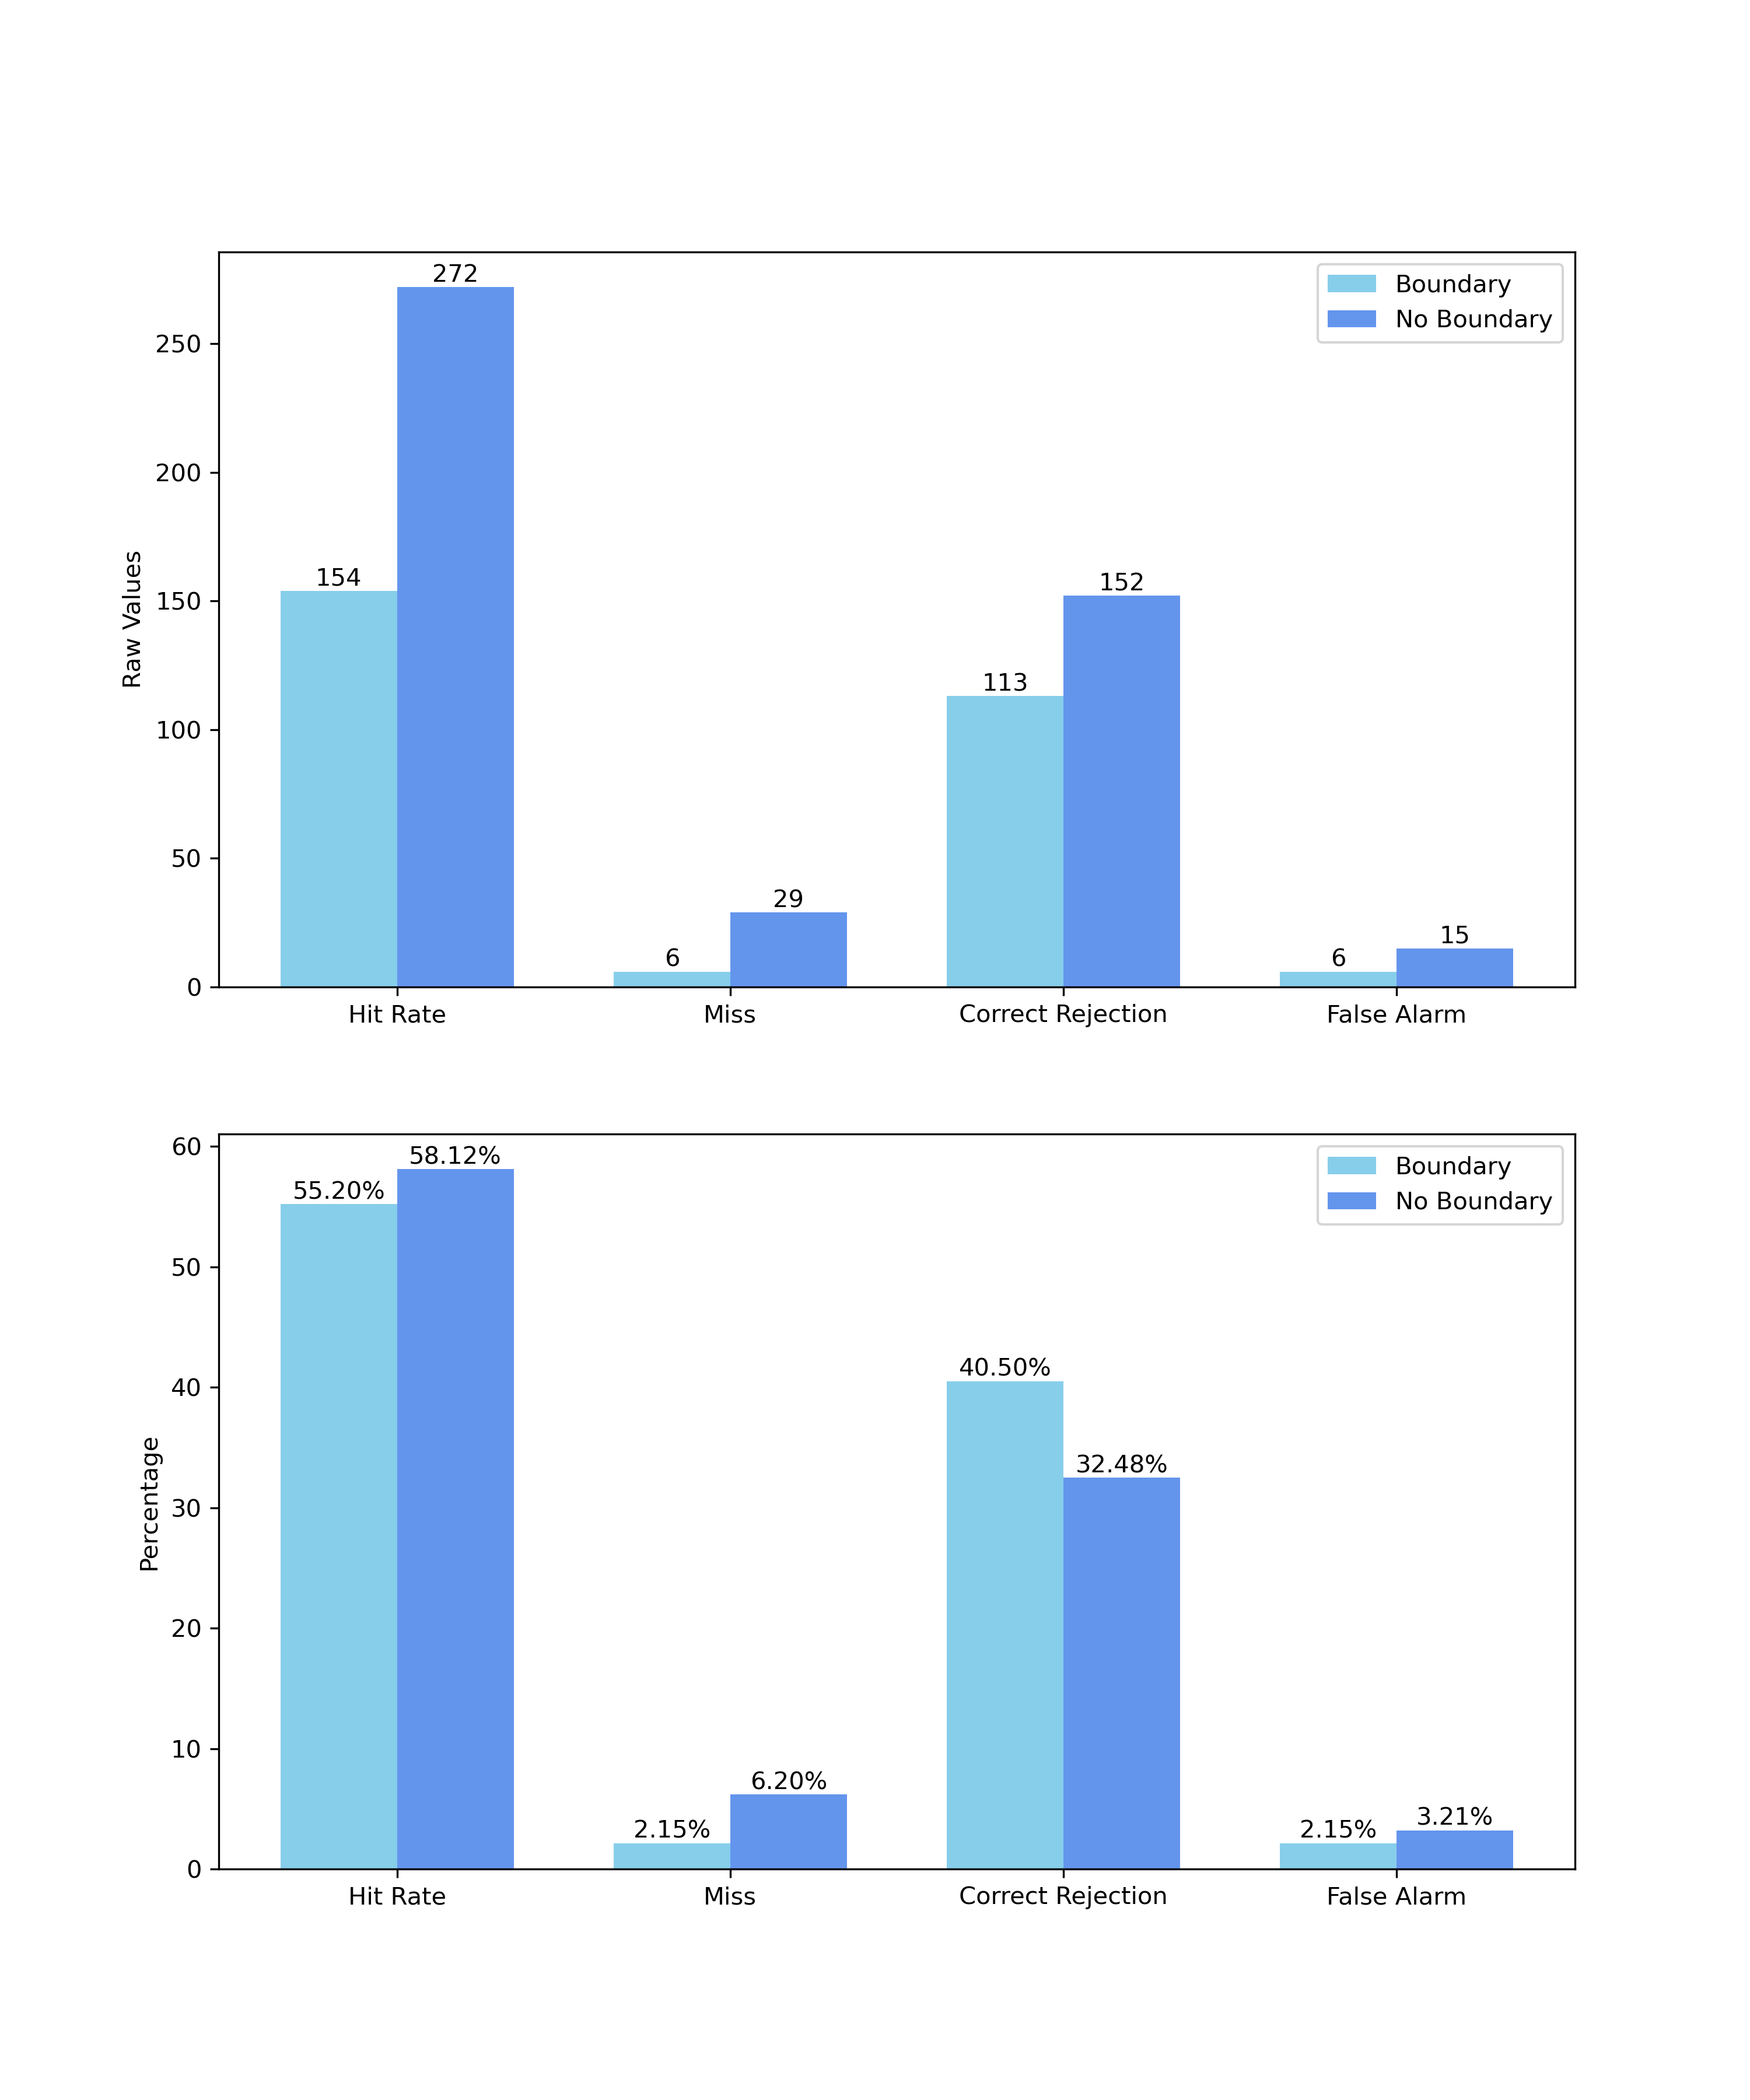 272
Boundary
No Boundary
250
200
154
152
150
Raw Values
113
100
50
29
15
6
6
0
Hit Rate
Miss
Correct Rejection
False Alarm
60
58.12%
55.20%
Boundary
No Boundary
50
40.50%
40
32.48%
30
Percentage
20
10
6.20%
3.21%
2.15%
2.15%
0
Hit Rate
Miss
Correct Rejection
False Alarm